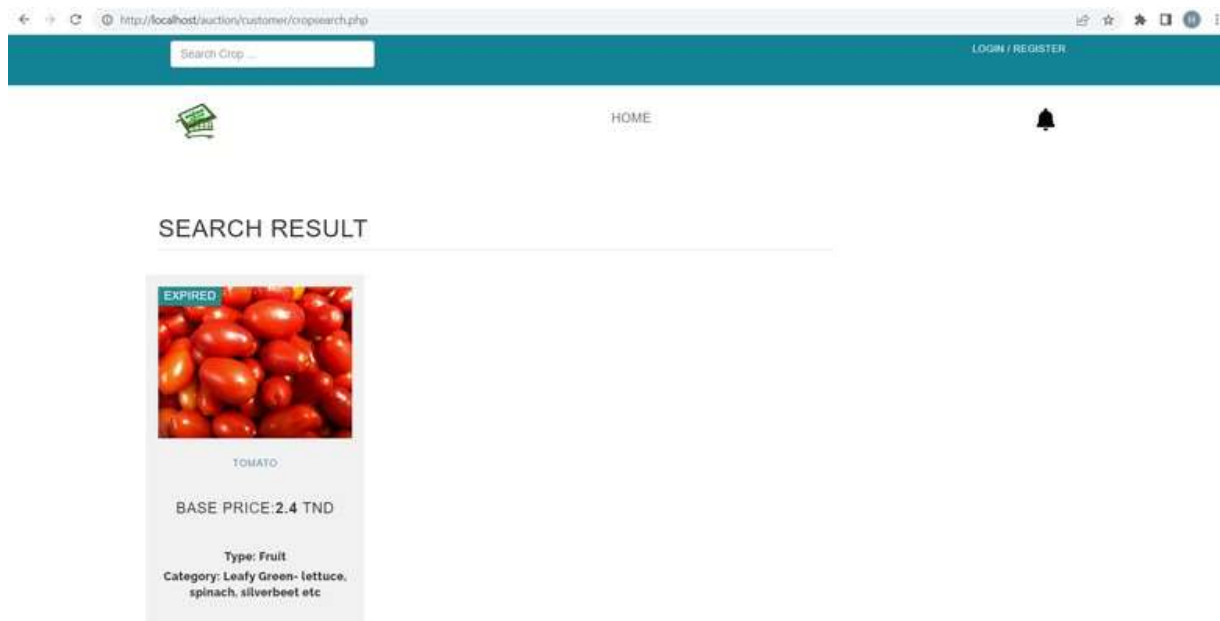 http://localhost/auction/customer/cropsearch.php
H
Search Crop ...
LOGIN / REGISTER
HOME
SEARCH RESULT
EXPIRED
TOMATO
BASE PRICE:2.4 TND
Type: Fruit
Category: Leafy Green- lettuce,
spinach, silverbeet etc